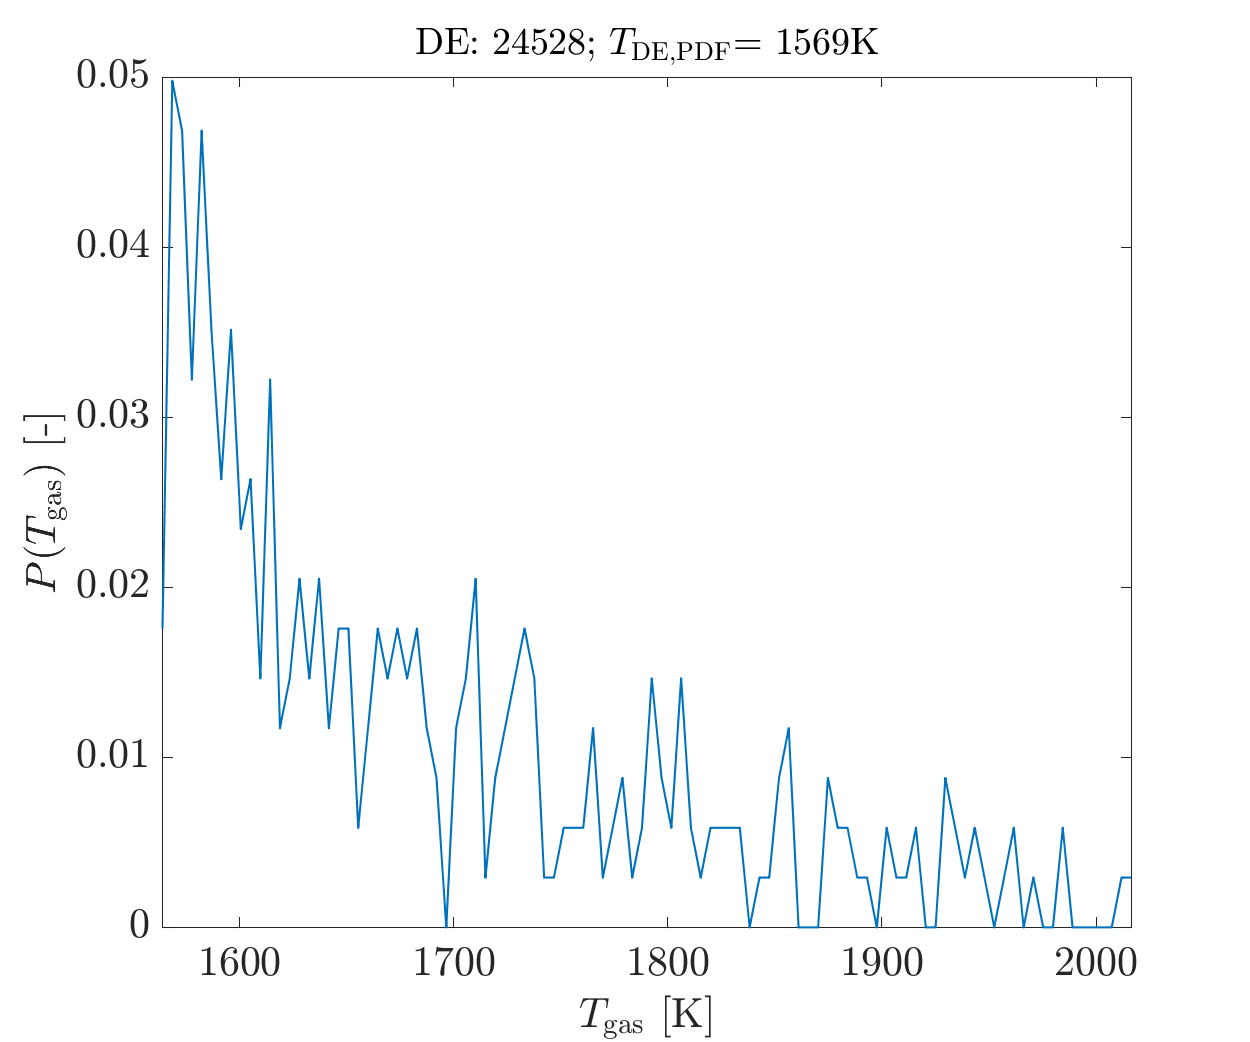 DE: 24528; T_DE,PDF= 1569K
0.05
0.04
0.03
0.02
0.01
0
P(T_gas) [-]
1600 1700 1800 1900 2000
T_gas [K]